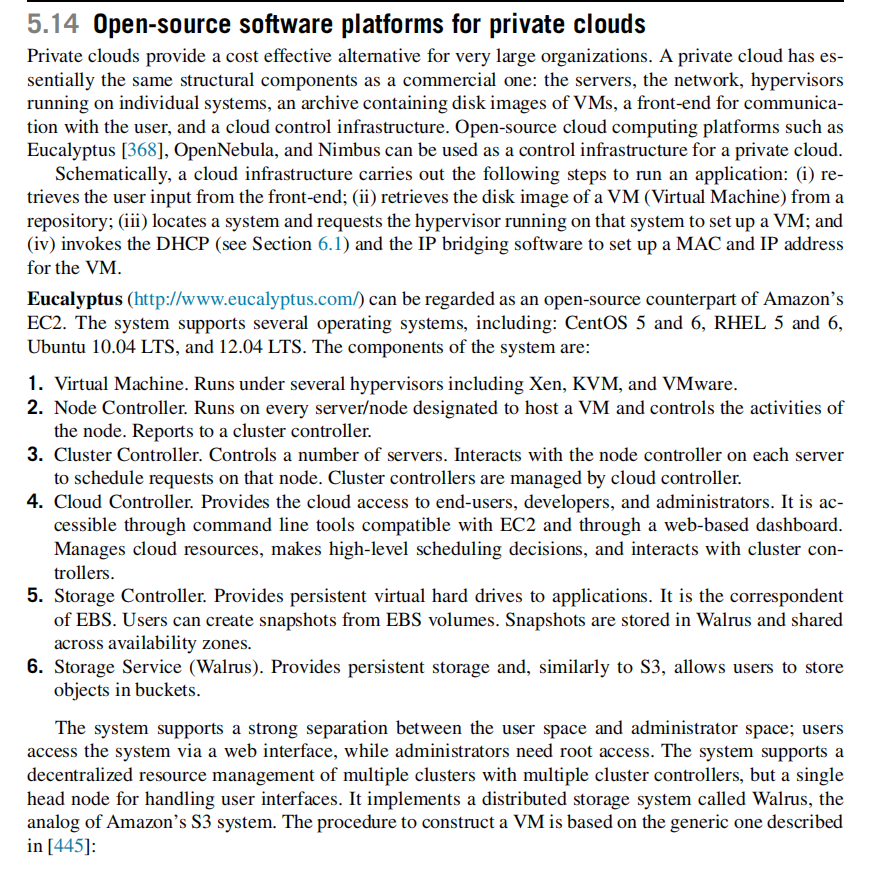 5.14 Open-source software platforms for private clouds
Private clouds provide a cost effective alternative for very large organizations. A private cloud has es-
sentially the same structural components as a commercial one: the servers, the network, hypervisors
running on individual systems, an archive containing disk images of VMs, a front-end for communica-
tion with the user, and a cloud control infrastructure. Open-source cloud computing platforms such as
Eucalyptus [368], OpenNebula, and Nimbus can be used as a control infrastructure for a private cloud.
Schematically, a cloud infrastructure carries out the following steps to run an application: (i) re-
trieves the user input from the front-end; (ii) retrieves the disk image of a VM (Virtual Machine) from a
repository; (iii) locates a system and requests the hypervisor running on that system to set up a VM; and
(iv) invokes the DHCP (see Section 6.1) and the IP bridging software to set up a MAC and IP address
for the VM.
Eucalyptus (http://www.eucalyptus.com/) can be regarded as an open-source counterpart of Amazon's
EC2. The system supports several operating systems, including: CentOS 5 and 6, RHEL 5 and 6,
Ubuntu 10.04 LTS, and 12.04 LTS. The components of the system are:
1. Virtual Machine. Runs under several hypervisors including Xen, KVM, and VMware.
2. Node Controller. Runs on every server/node designated to host a VM and controls the activities of
the node. Reports to a cluster controller.
3. Cluster Controller. Controls a number of servers. Interacts with the node controller on each server
to schedule requests on that node. Cluster controllers are managed by cloud controller.
4. Cloud Controller. Provides the cloud access to end-users, developers, and administrators. It is ac-
cessible through command line tools compatible with EC2 and through a web-based dashboard.
Manages cloud resources, makes high-level scheduling decisions, and interacts with cluster con-
trollers.
5. Storage Controller. Provides persistent virtual hard drives to applications. It is the correspondent
of EBS. Users can create snapshots from EBS volumes. Snapshots are stored in Walrus and shared
across availability zones.
6. Storage Service (Walrus). Provides persistent storage and, similarly to S3, allows users to store
objects in buckets.
The system supports a strong separation between the user space and administrator space; users
access the system via a web interface, while administrators need root access. The system supports a
decentralized resource management of multiple clusters with multiple cluster controllers, but a single
head node for handling user interfaces. It implements a distributed storage system called Walrus, the
analog of Amazon's S3 system. The procedure to construct a VM is based on the generic one described
in [445]: